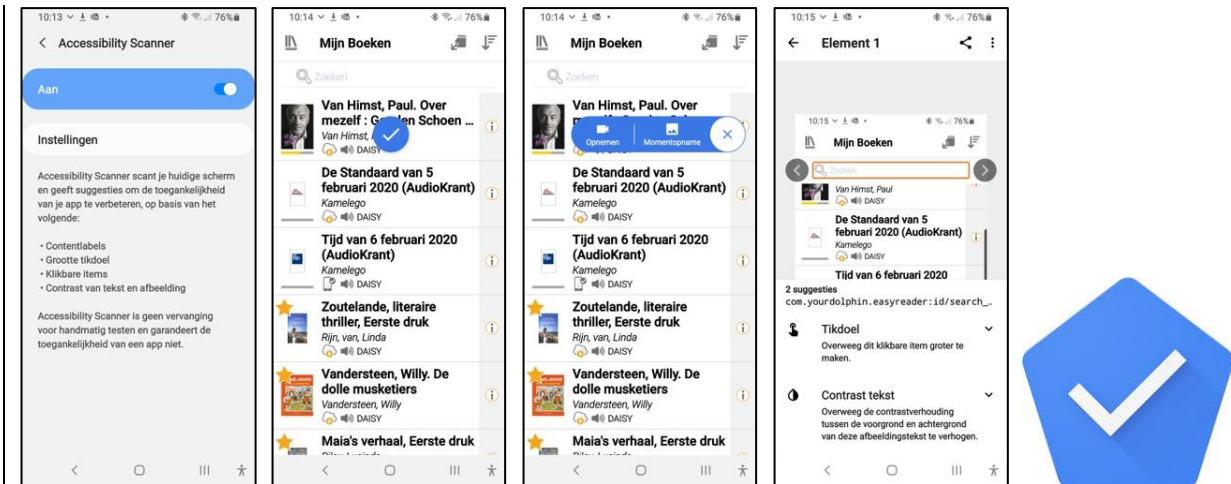 10:13
76%
Accessibility Scanner
Aan
Instellingen
Accessibility Scanner scant je huidige scherm
en geeft suggesties om de toegankelijkheid
van je app te verbeteren, op basis van het
volgende:
• Contentlabels
• Grootte tikdoel
• Klikbare items
• Contrast van tekst en afbeelding
Accessibility Scanner is geen vervanging
voor handmatig testen en garandeert de
toegankelijkheid van een app niet.
10:14
76%
Mijn Boeken
Zoeken
Van Himst, Paul. Over
mezelf : Schoen ...
Van Himst,
DAISY
De Standaard van 5
februari 2020 (AudioKrant)
Kamelego
DAISY
Tijd van 6 februari 2020
(AudioKrant)
Kamelego
DAISY
Zoutelande, literaire
thriller, Eerste druk
Rijn, van, Linda
DAISY
Vandersteen, Willy. De
dolle musketiers
Vandersteen, Willy
DAISY
Maia's verhaal, Eerste druk
10:14
76%
Mijn Boeken
Zoeken
Van Himst, Paul. Over
Opnemen
Momentopname
De Standaard van 5
februari 2020 (AudioKrant)
Kamelego
DAISY
Tijd van 6 februari 2020
(AudioKrant)
Kamelego
DAISY
Zoutelande, literaire
thriller, Eerste druk
Rijn, van, Linda
DAISY
Vandersteen, Willy. De
dolle musketiers
Vandersteen, Willy
DAISY
Maia's verhaal, Eerste druk
10:15
76%
Element 1
10:15
76%
Mijn Boeken
Zoeken
Van Himst, Paul
DAISY
De Standaard van 5
februari 2020 (AudioKrant)
Kamelego
DAISY
Tijd van 6 februari 2020
2 suggesties
com.yourdolphin.easyreader:id/search_…
Tikdoel
Overweeg dit klikbare item groter te
maken.
Contrast tekst
Overweeg de contrastverhouding
tussen de voorgrond en achtergrond
van deze afbeeldingstekst te verhogen.